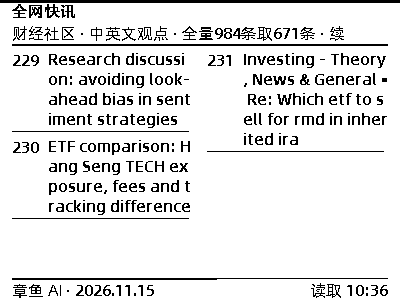 全网快讯
财经社区 · 中英文观点 · 全量984条取671条 · 续
229 Research discussi
on: avoiding look-
ahead bias in sent
iment strategies
230 ETF comparison: H
ang Seng TECH ex
posure, fees and t
racking difference
231 Investing - Theory
, News & General •
Re: Which etf to s
ell for rmd in inher
ited ira
章鱼 AI · 2026.11.15
读取 10:36